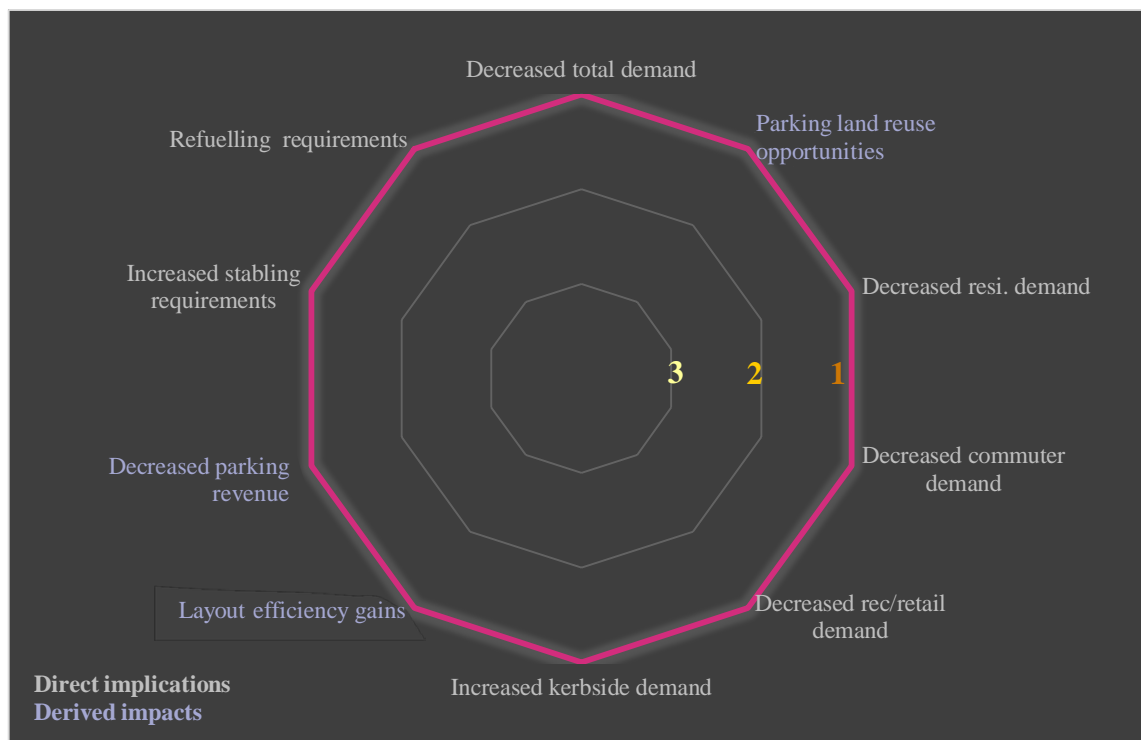 Decreased total demand
Parking land reuse
opportunities
Refuelling requirements
Increased stabling
requirements
Decreased resi. demand
3 2 1
Decreased commuter
demand
Decreased parking
revenue
Layout efficiency gains
Decreased rec/retail
demand
Increased kerbside demand
Direct implications
Derived impacts